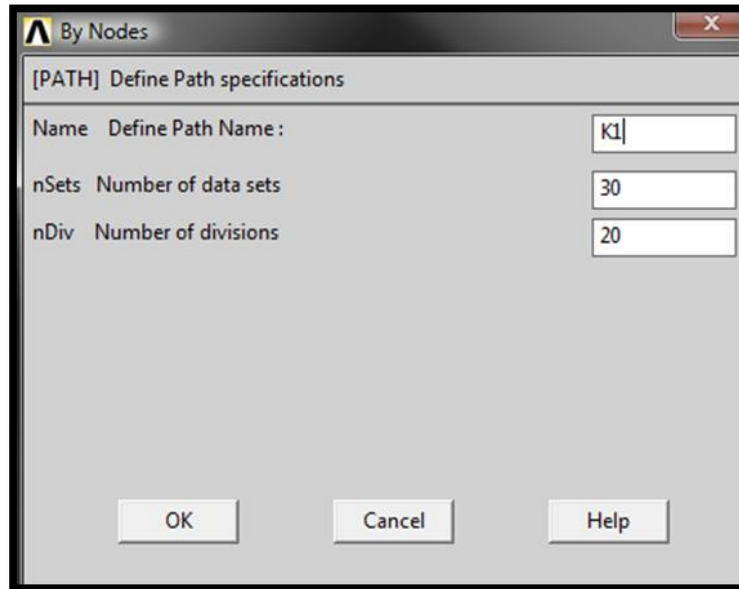 By Nodes
[PATH] Define Path specifications
Name Define Path Name : K1
nSets Number of data sets 30
nDiv Number of divisions 20
OK Cancel Help